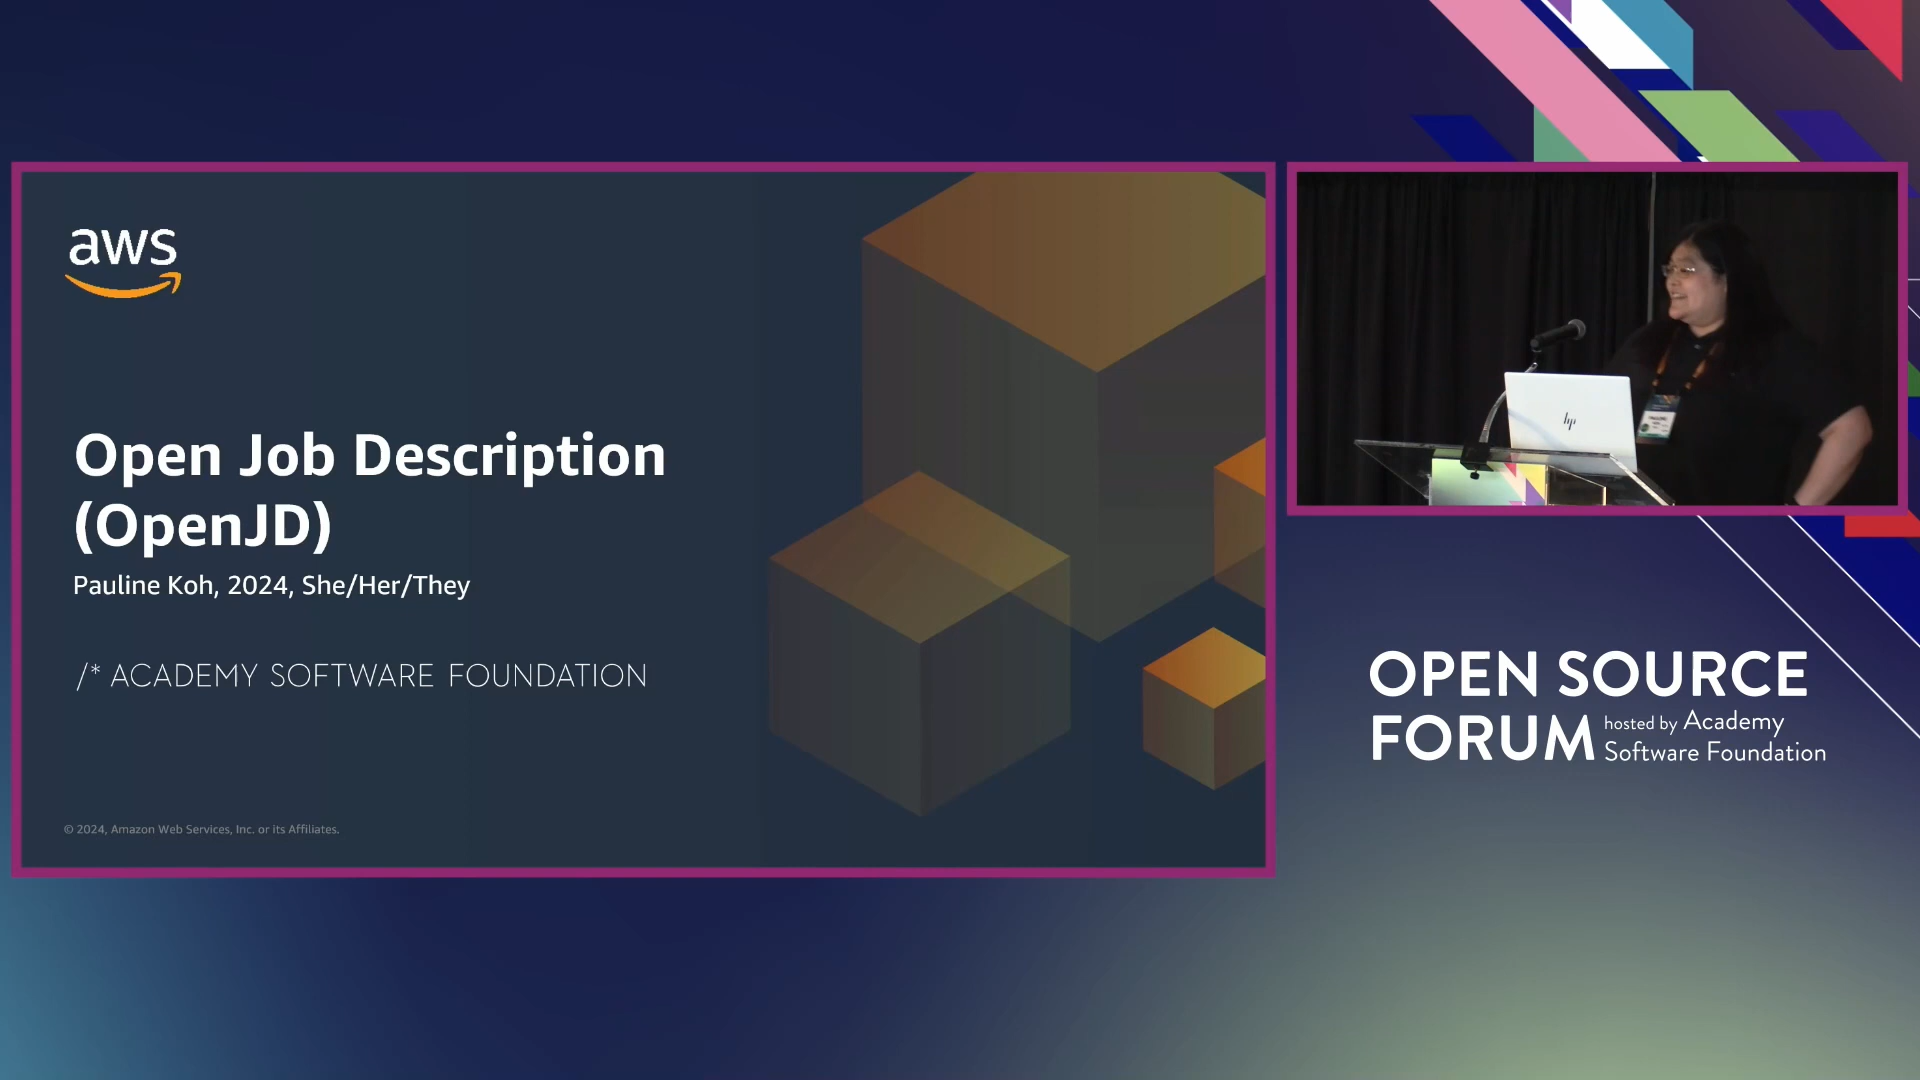 aws
Open Job Description
(OpenJD)
Pauline Koh, 2024, She/Her/They
/* ACADEMY SOFTWARE FOUNDATION
© 2024, Amazon Web Services, Inc. or its Affiliates.
hp
OPEN SOURCE
FORUM hosted by Academy
Software Foundation